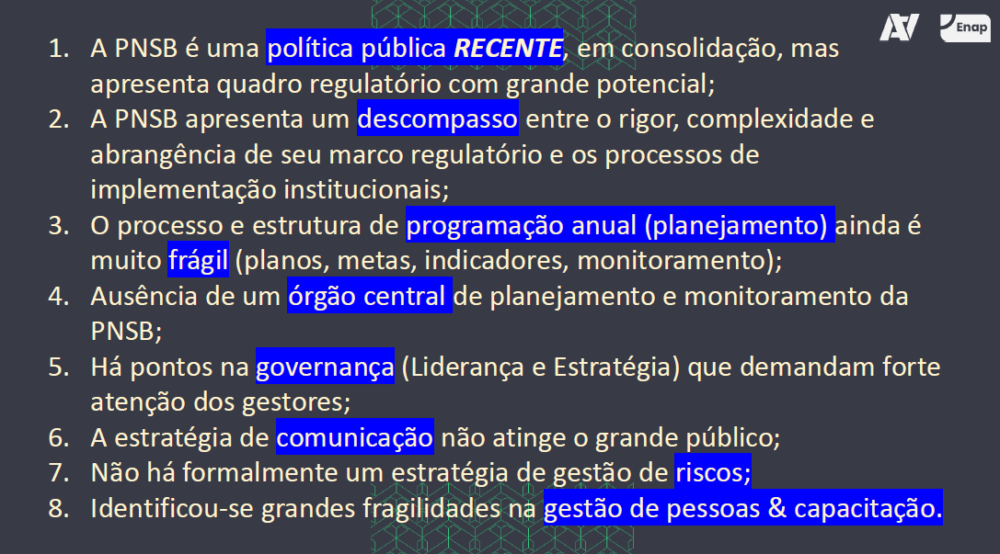 Enap
1. A PNSB é uma política pública RECENTE, em consolidação, mas
apresenta quadro regulatório com grande potencial;
2. A PNSB apresenta um descompasso entre o rigor, complexidade e
abrangência de seu marco regulatório e os processos de
implementação institucionais;
3. O processo e estrutura de programação anual (planejamento) ainda é
muito frágil (planos, metas, indicadores, monitoramento);
4. Ausência de um órgão central de planejamento e monitoramento da
PNSB;
5. Há pontos na governança (Liderança e Estratégia) que demandam forte
atenção dos gestores;
6. A estratégia de comunicação não atinge o grande público;
7. Não há formalmente um estratégia de gestão de riscos;
8. Identificou-se grandes fragilidades na gestão de pessoas & capacitação.